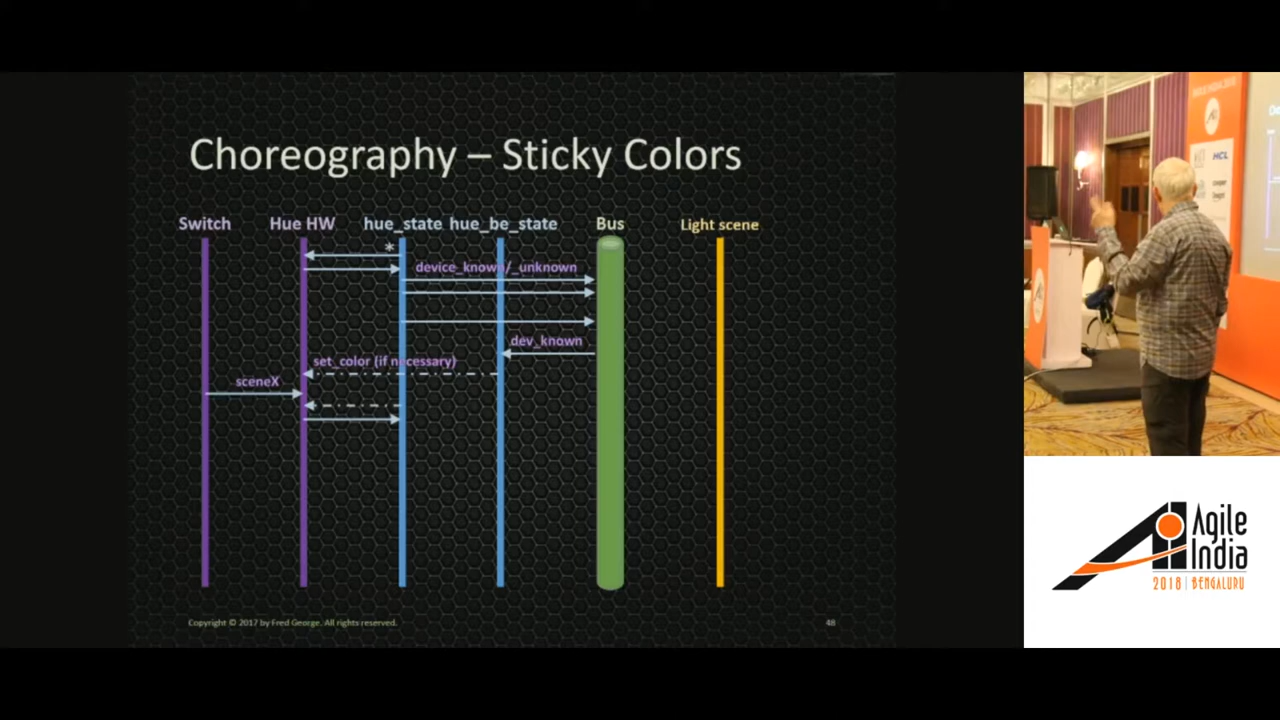 Choreography – Sticky Colors
Switch Hue HW hue_state hue_be_state Bus Light scene
*
device_known/_unknown
dev_known
set_color (if necessary)
sceneX
Copyright © 2017 by Fred George. All rights reserved. 48
HCL
Agile
India
2018 | BENGALURU